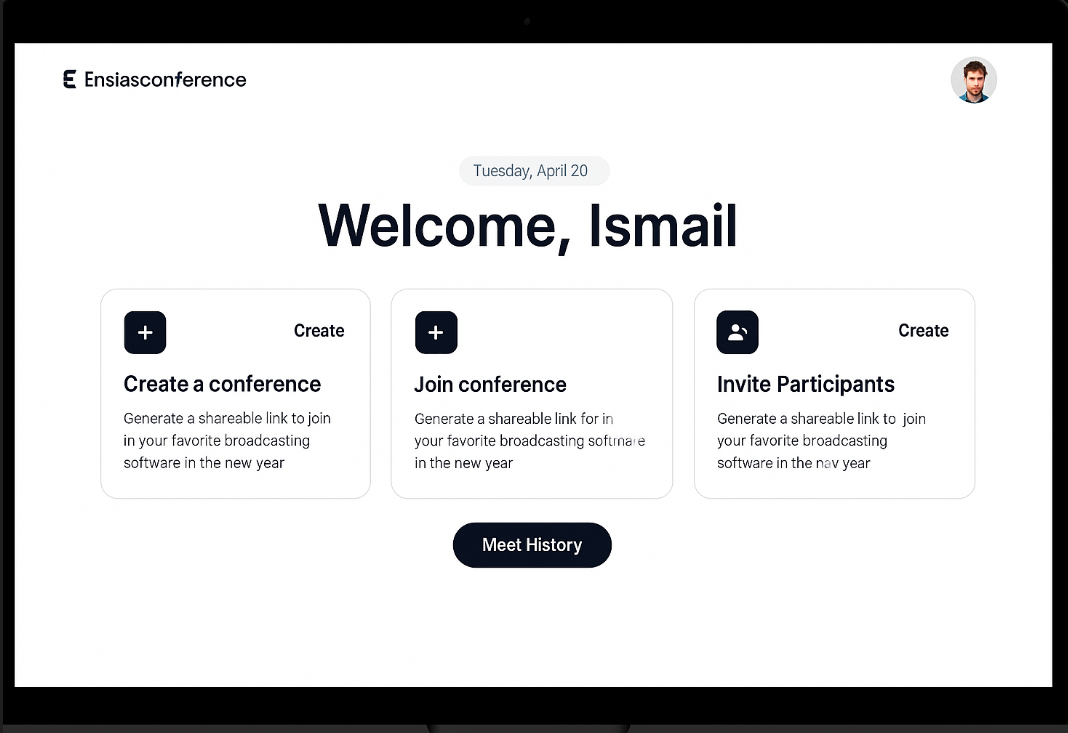 Ensiasconference
Tuesday, April 20
Welcome, Ismail
Create
Create a conference
Generate a shareable link to join
in your favorite broadcasting
software in the new year
Join conference
Generate a shareable link for in
your favorite broadcasting
in the new year
Create
Invite Participants
Generate a shareable link to join
your favorite broadcasting
software in the nav year
Meet History